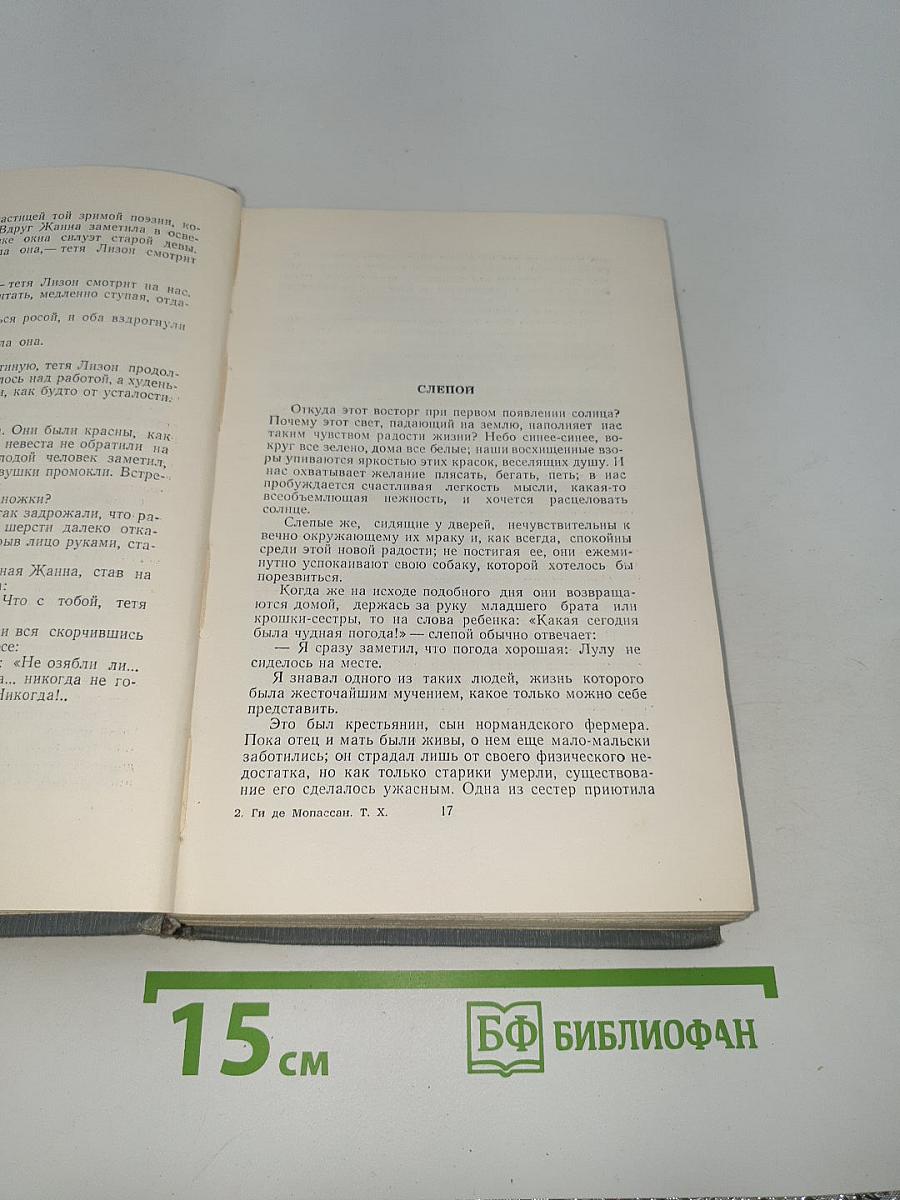 астицей той зримой поэзии, ко-
Вдруг Жанна заметила в осве-
ке окна силуэт старой девы.
ла она,— тетя Лизон смотрит
— тетя Лизон смотрит на нас.
чтать, медленно ступая, отда-
ься росой, и оба вздрогнули
ла она.
тиную, тетя Лизон продол-
лось над работой, а худень-
и, как будто от усталости.
а. Они были красны, как
невеста не обратили на
лодой человек заметил,
вушки промокли. Встре-
ножки?
так задрожали, что ра-
шерсти далеко отка-
рыв лицо руками, ста-
ная Жанна, став на
а:
Что с тобой, тетя
и вся скорчившись
осе:
: «Не озябли ли...
а... никогда не го-
Никогда!..
СЛЕПОЙ
Откуда этот восторг при первом появлении солнца?
Почему этот свет, падающий на землю, наполняет нас
таким чувством радости жизни? Небо синее-синее, во-
круг все зелено, дома все белые; наши восхищенные взо-
ры упиваются яркостью этих красок, веселящих душу. И
нас охватывает желание плясать, бегать, петь; в нас
пробуждается счастливая легкость мысли, какая-то
всеобъемлющая нежность, и хочется расцеловать
солнце.
Слепые же, сидящие у дверей, нечувствительны к
вечно окружающему их мраку и, как всегда, спокойны
среди этой новой радости; не постигая ее, они ежеми-
нутно успокаивают свою собаку, которой хотелось бы
порезвиться.
Когда же на исходе подобного дня они возвраща-
ются домой, держась за руку младшего брата или
крошки-сестры, то на слова ребенка: «Какая сегодня
была чудная погода!» — слепой обычно отвечает:
— Я сразу заметил, что погода хорошая: Лулу не
сиделось на месте.
Я знавал одного из таких людей, жизнь которого
была жесточайшим мучением, какое только можно себе
представить.
Это был крестьянин, сын нормандского фермера.
Пока отец и мать были живы, о нем еще мало-мальски
заботились; он страдал лишь от своего физического не-
достатка, но как только старики умерли, существова-
ние его сделалось ужасным. Одна из сестер приютила
2. Ги де Мопассан. Т. X. 17
15 см
БФ БИБЛИОФАН